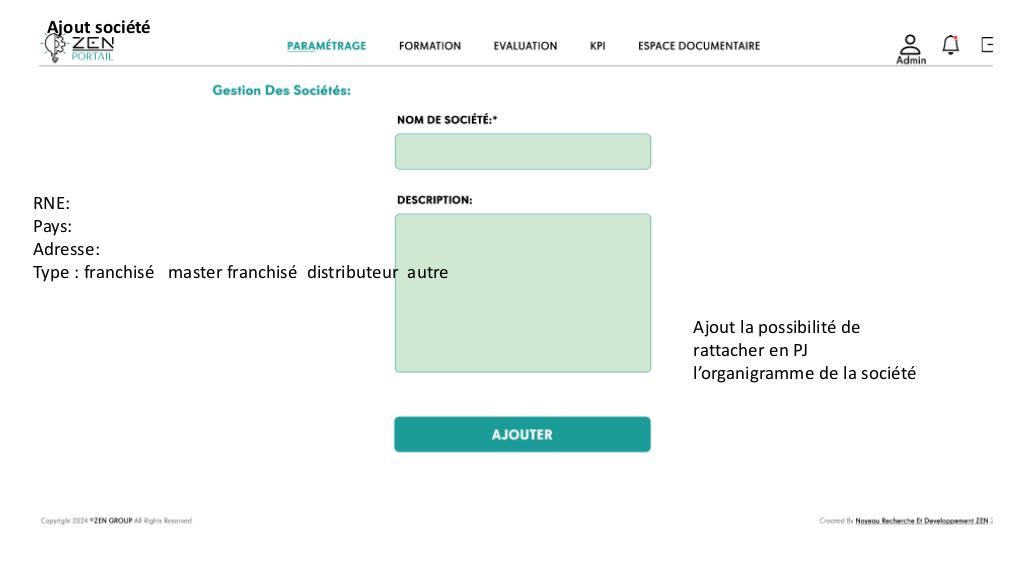 Ajout société
ZEN
PORTAIL
PARAMÉTRAGE FORMATION EVALUATION KPI ESPACE DOCUMENTAIRE
Admin
Gestion Des Sociétés:
NOM DE SOCIÉTÉ:*
DESCRIPTION:
RNE:
Pays:
Adresse:
Type : franchisé master franchisé distributeur autre
Ajout la possibilité de
rattacher en PJ
l’organigramme de la société
AJOUTER
Copyright 2024 ©ZEN GROUP All Rights Reserved
Created By Noyeau Recherche Et Developpement ZEN